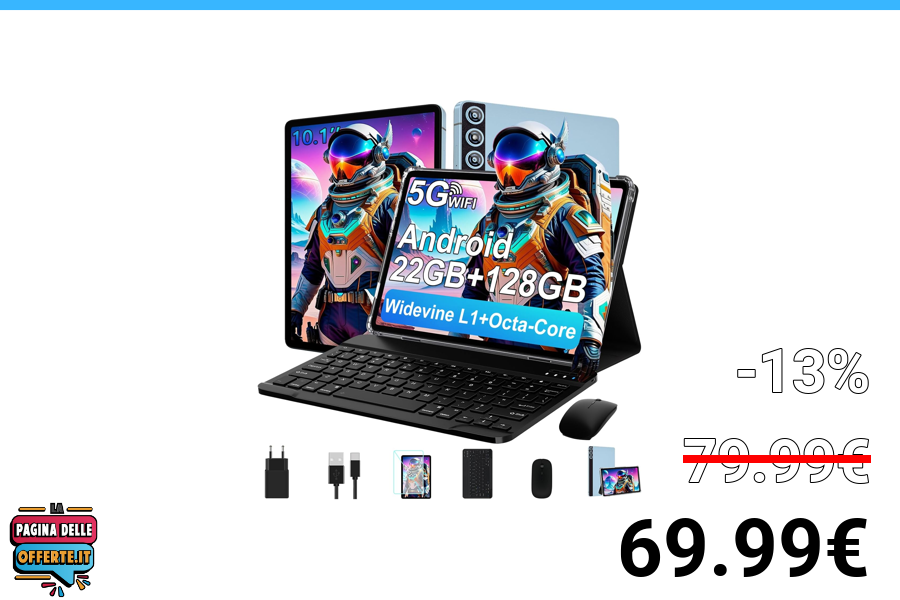 10.1"
5G WIFI
Android
22GB+128GB
Widevine L1+Octa-Core
-13%
79.99€
69.99€
LA
PAGINA DELLE
OFFERTE.IT